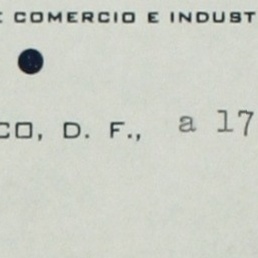 E COMERCIO E INDUST
CO, D. F., a 17